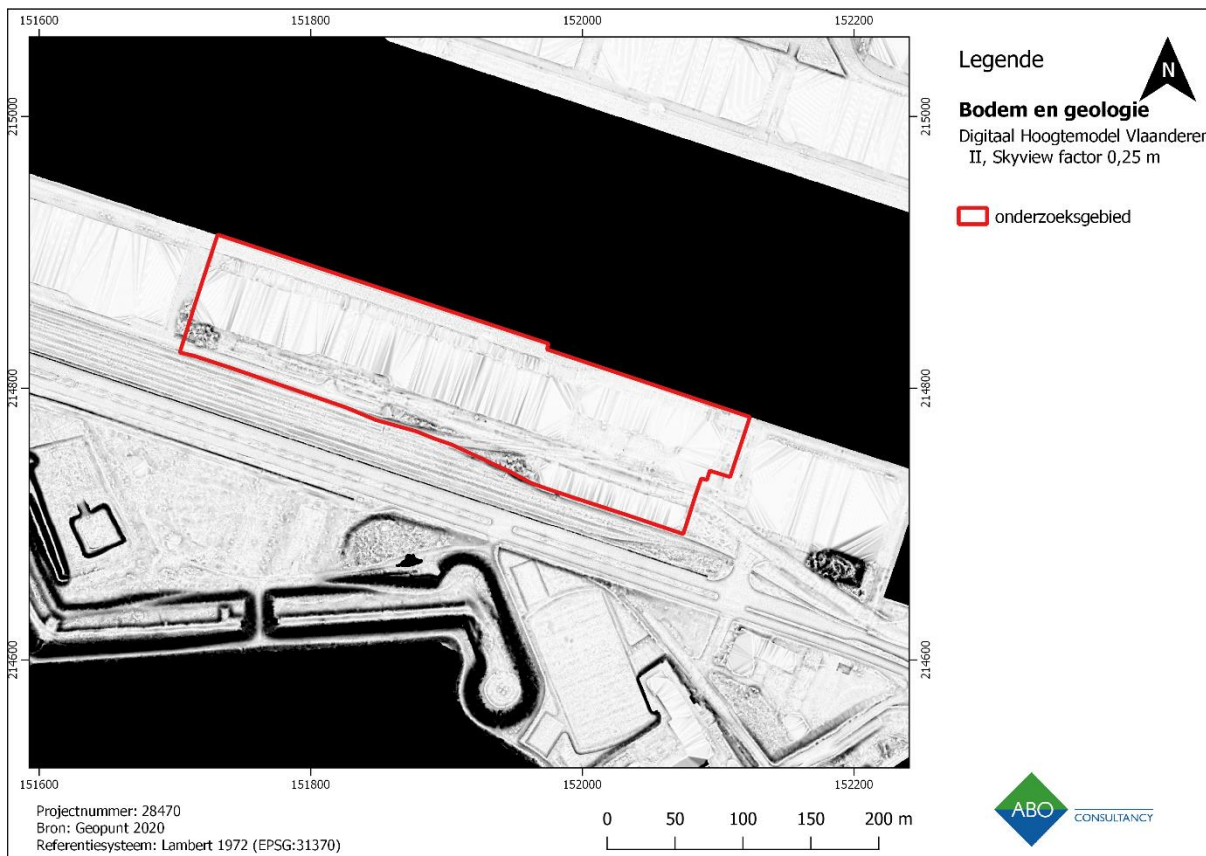 151600 151800 152000 152200
215000 215000
214800 214800
214600 214600
151600 151800 152000 152200
Legende
N
Bodem en geologie
Digitaal Hoogtemodel Vlaanderen
II, Skyview factor 0,25 m
onderzoeksgebied
Projectnummer: 28470
Bron: Geopunt 2020
Referentiesysteem: Lambert 1972 (EPSG:31370)
0 50 100 150 200 m
ABO
CONSULTANCY